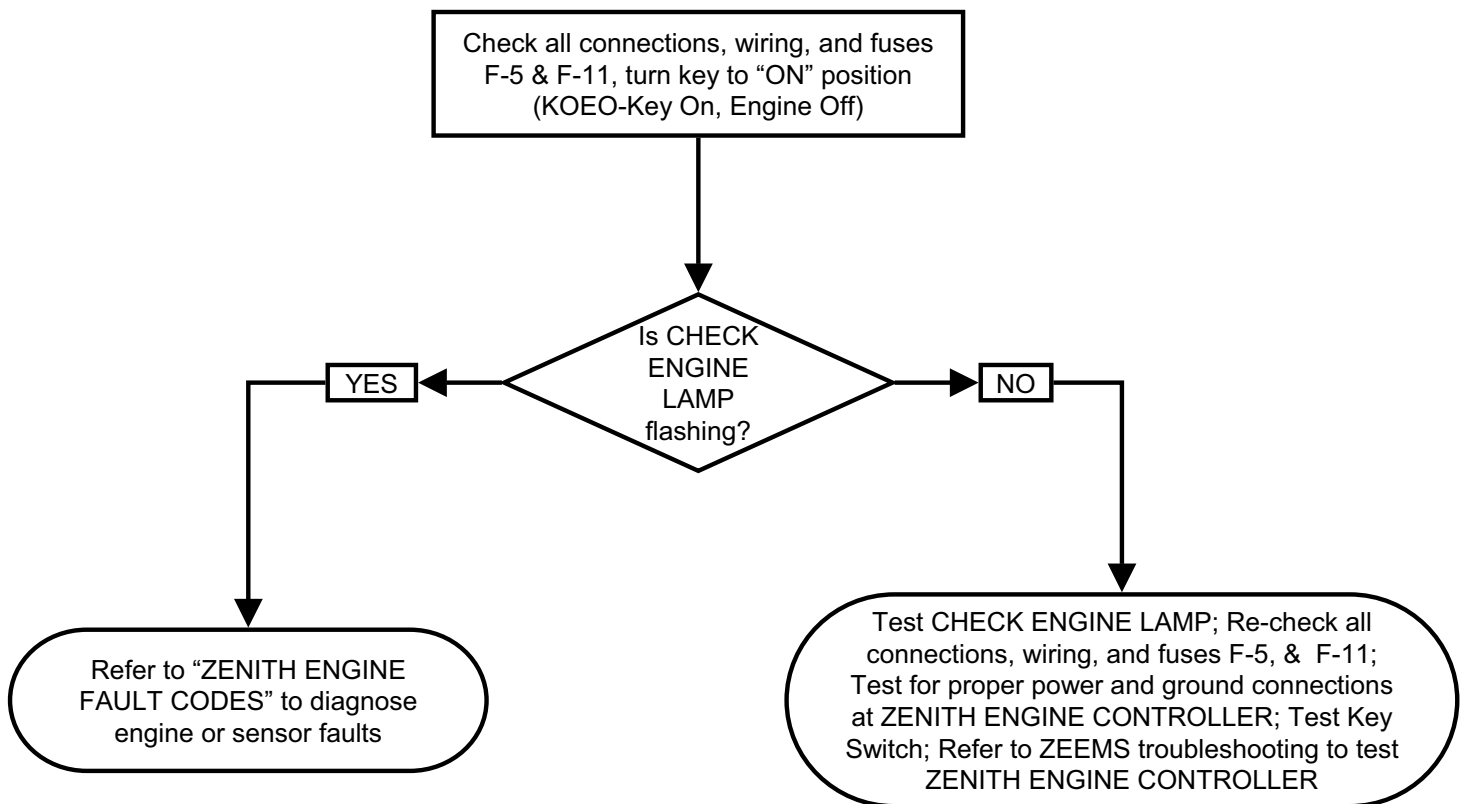 Check all connections, wiring, and fuses
F-5 & F-11, turn key to “ON” position
(KOEO-Key On, Engine Off)
Is CHECK
ENGINE
LAMP
flashing?
YES
NO
Refer to “ZENITH ENGINE
FAULT CODES” to diagnose
engine or sensor faults
Test CHECK ENGINE LAMP; Re-check all
connections, wiring, and fuses F-5, & F-11;
Test for proper power and ground connections
at ZENITH ENGINE CONTROLLER; Test Key
Switch; Refer to ZEEMS troubleshooting to test
ZENITH ENGINE CONTROLLER